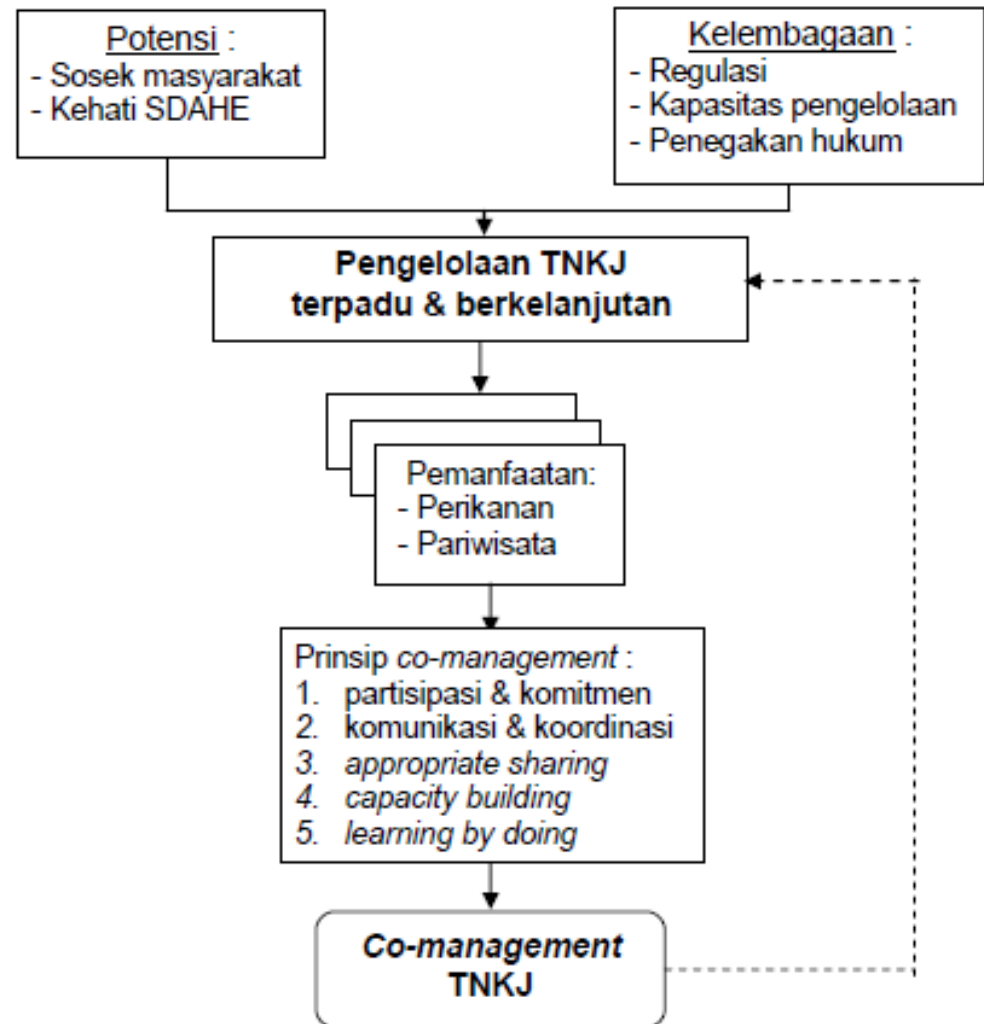 Potensi :
- Sosek masyarakat
- Kehati SDAHE
Kelembagaan :
- Regulasi
- Kapasitas pengelolaan
- Penegakan hukum
Pengelolaan TNKJ
terpadu & berkelanjutan
Pemanfaatan:
- Perikanan
- Pariwisata
Prinsip co-management :
1. partisipasi & komitmen
2. komunikasi & koordinasi
3. appropriate sharing
4. capacity building
5. learning by doing
Co-management
TNKJ